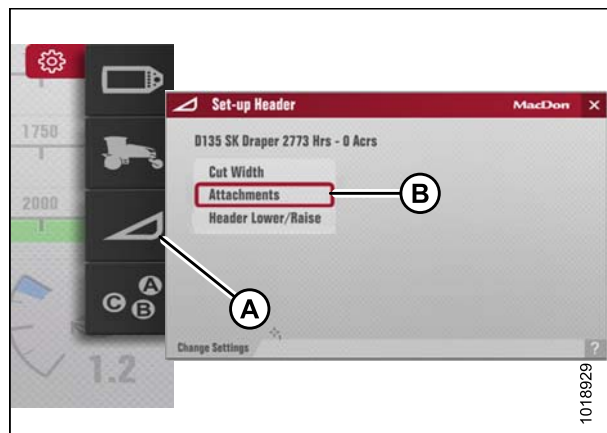 1750
2000
1.2
C A B
Set-up Header MacDon X
D135 SK Draper 2773 Hrs - 0 Acrs
Cut Width
Attachments
Header Lower/Raise
Change Settings ?
B
A
1018929